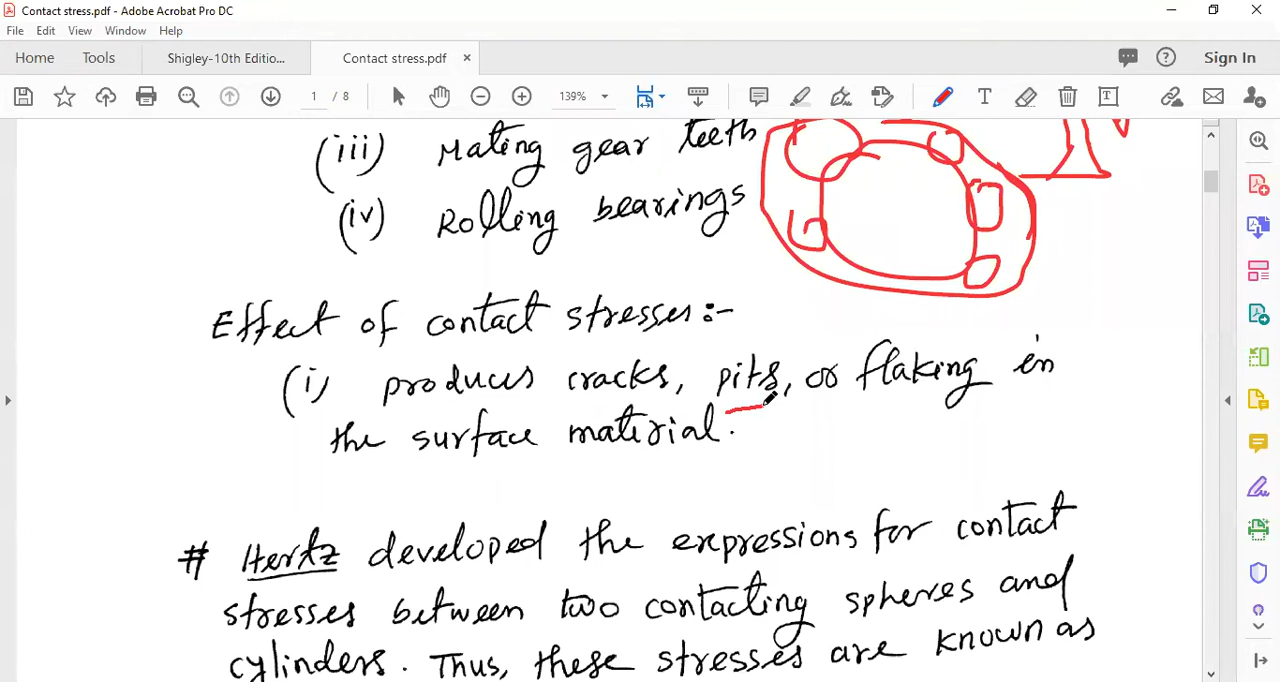 Contact stress.pdf - Adobe Acrobat Pro DC
File Edit View Window Help
Home Tools Shigley-10th Editio... Contact stress.pdf × Sign In
1 / 8 139%
(iii) Mating gear teeth
(iv) Rolling bearings
Effect of contact stresses:-
(i) produces cracks, pits, or flaking in
the surface material.
# Hertz developed the expressions for contact
stresses between two contacting spheres and
cylinders. Thus, these stresses are known as